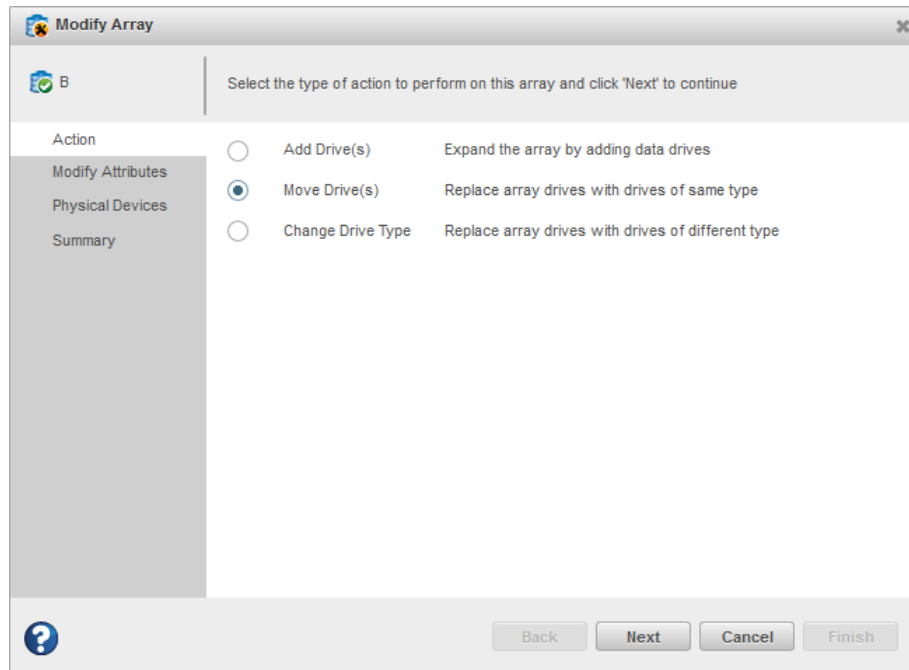 Modify Array
B
Select the type of action to perform on this array and click 'Next' to continue
Action
Modify Attributes
Physical Devices
Summary
Add Drive(s) Expand the array by adding data drives
Move Drive(s) Replace array drives with drives of same type
Change Drive Type Replace array drives with drives of different type
? Back Next Cancel Finish